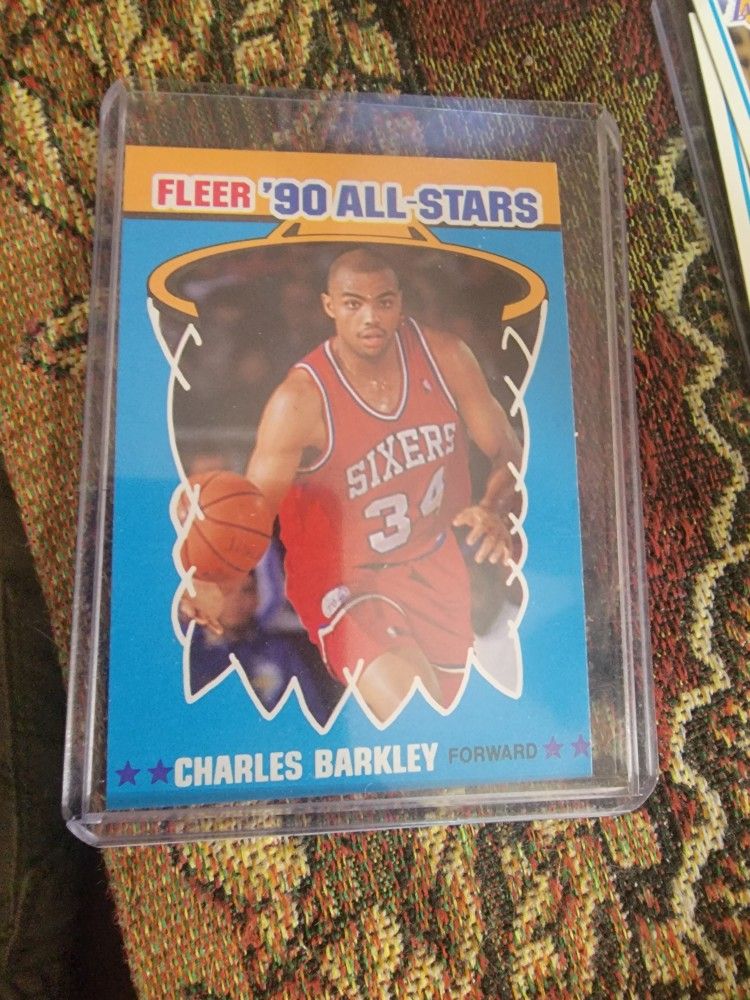 FLEER '90 ALL-STARS
SIXERS
34
CHARLES BARKLEY FORWARD